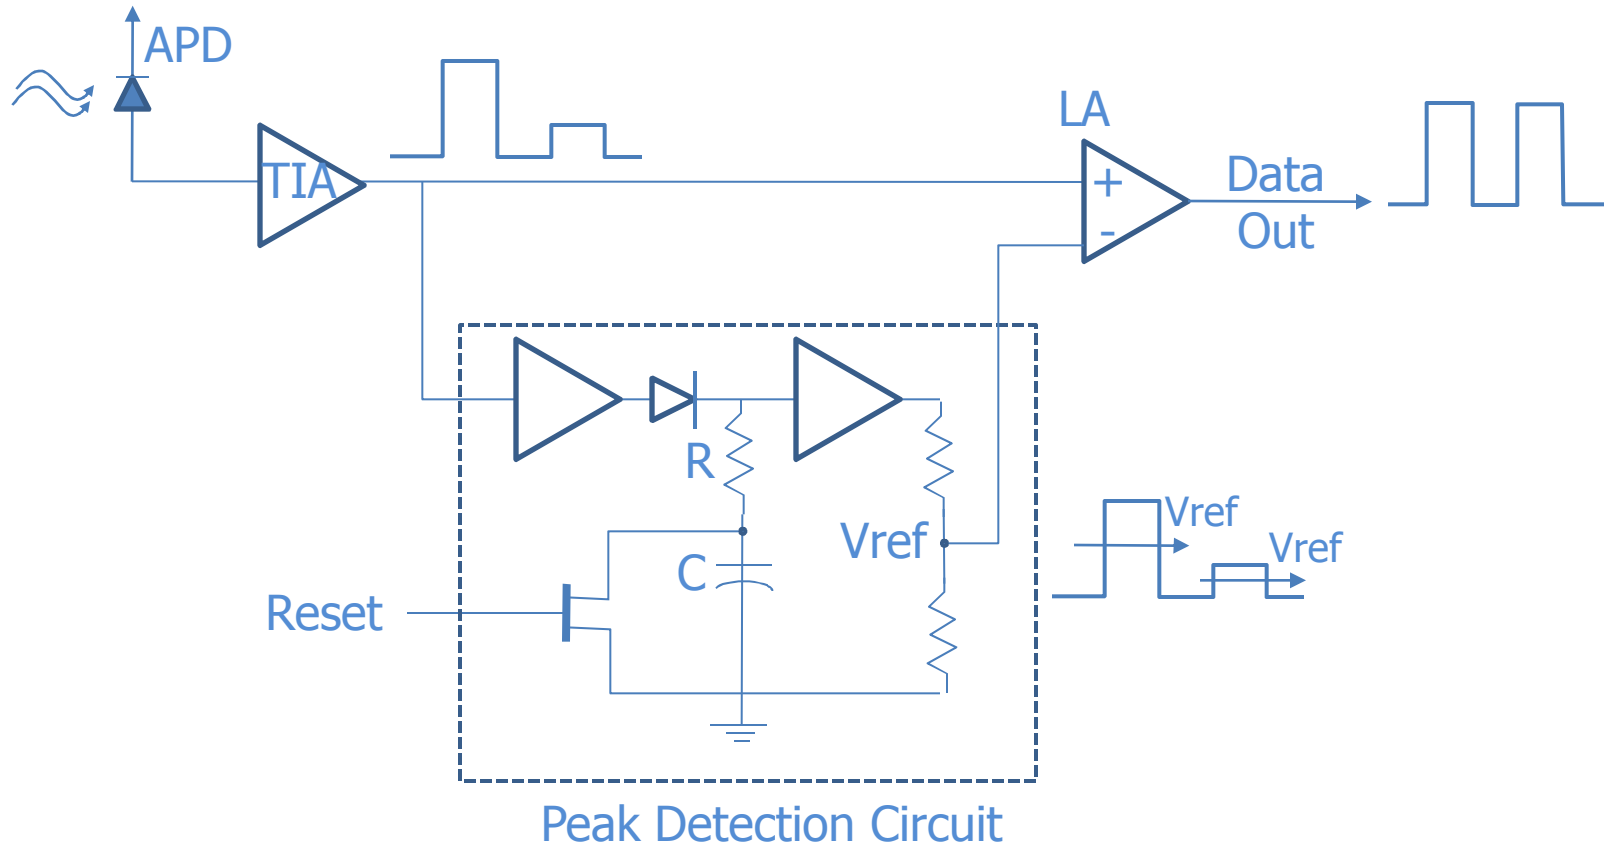 APD
TIA
LA
+
-
Data
Out
R
Vref
C
Reset
Vref
Vref
Peak Detection Circuit